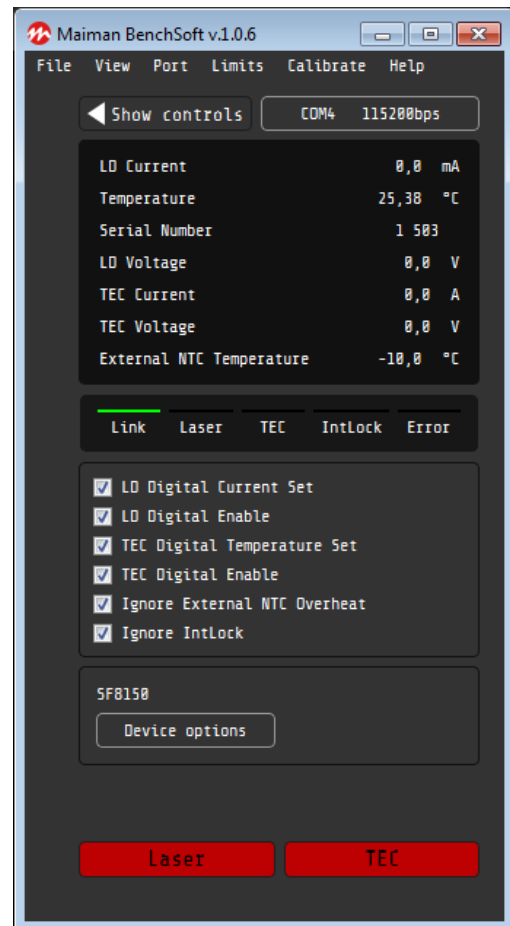 Maiman BenchSoft v.1.0.6
File View Port Limits Calibrate Help
Show controls COM4 115200bps
LD Current 0,0 mA
Temperature 25,38 °C
Serial Number 1 503
LD Voltage 0,0 V
TEC Current 0,0 A
TEC Voltage 0,0 V
External NTC Temperature -10,0 °C
Link Laser TEC IntLock Error
LD Digital Current Set
LD Digital Enable
TEC Digital Temperature Set
TEC Digital Enable
Ignore External NTC Overheat
Ignore IntLock
SF8150
Device options
Laser TEC